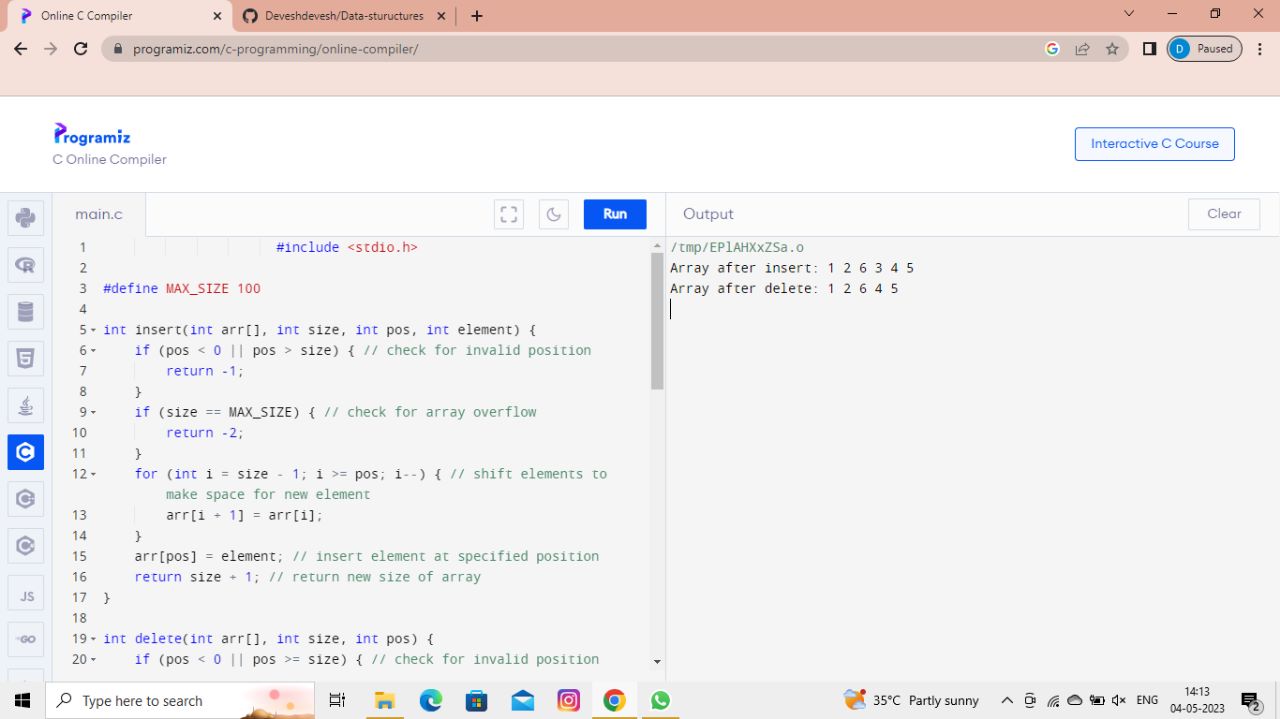 Online C Compiler
Deveshdevesh/Data-sturuct​ures
programiz.com/c-programming/online-compiler/
D Paused
Programiz
C Online Compiler
Interactive C Course
main.c
Run
Output
Clear
1 #include <stdio.h>
2
3 #define MAX_SIZE 100
4
5 int insert(int arr[], int size, int pos, int element) {
6 if (pos < 0 || pos > size) { // check for invalid position
7 return -1;
8 }
9 if (size == MAX_SIZE) { // check for array overflow
10 return -2;
11 }
12 for (int i = size - 1; i >= pos; i--) { // shift elements to
make space for new element
13 arr[i + 1] = arr[i];
14 }
15 arr[pos] = element; // insert element at specified position
16 return size + 1; // return new size of array
17 }
18
19 int delete(int arr[], int size, int pos) {
20 if (pos < 0 || pos >= size) { // check for invalid position
/tmp/EPlAHXxZSa.o
Array after insert: 1 2 6 3 4 5
Array after delete: 1 2 6 4 5
JS
GO
Type here to search
35°C Partly sunny
ENG
14:13
04-05-2023
2